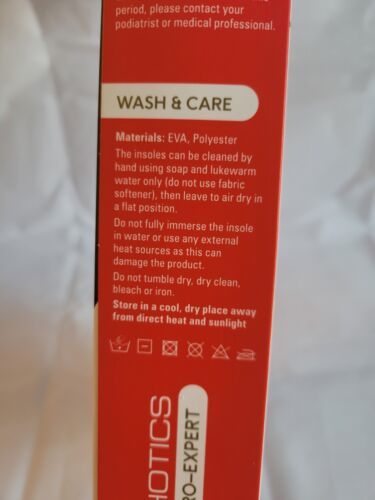 period, please contact your
podiatrist or medical professional.
WASH & CARE
Materials: EVA, Polyester
The insoles can be cleaned by
hand using soap and lukewarm
water only (do not use fabric
softener), then leave to air dry in
a flat position.
Do not fully immerse the insole
in water or use any external
heat sources as this can
damage the product.
Do not tumble dry, dry clean,
bleach or iron.
Store in a cool, dry place away
from direct heat and sunlight
HOTICS
RO-EXPERT